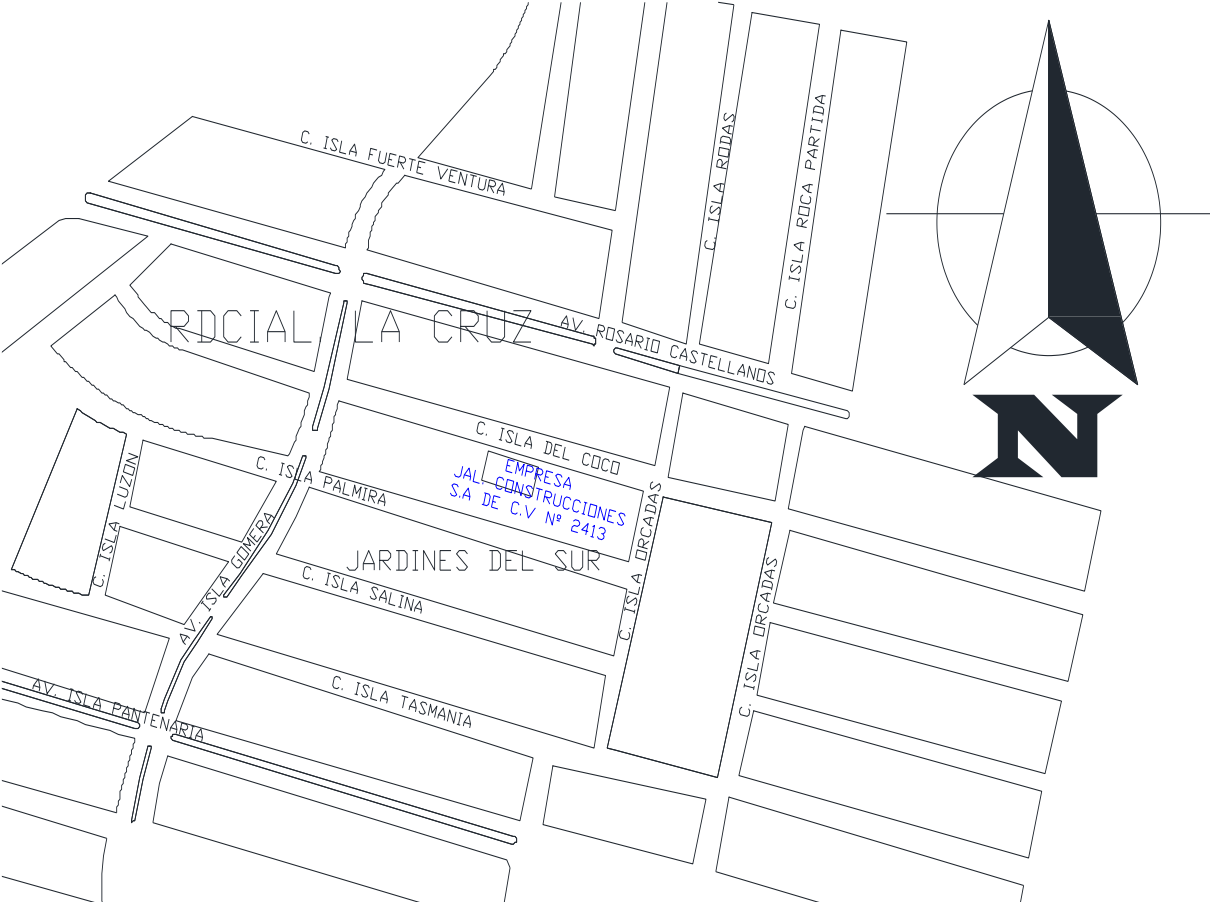 C. ISLA FUERTE VENTURA
C. ISLA RODAS
C. ISLA ROCA PARTIDA
RDCIAL LA CRUZ
AV. ROSARIO CASTELLANOS
C. ISLA DEL COCO
EMPRESA
JAL. CONSTRUCCIONES
S.A DE C.V Nº 2413
C. ISLA PALMIRA
C. ISLA LUZON
AV. ISLA GOMERA
JARDINES DEL SUR
C. ISLA ORCADAS
C. ISLA ORCADAS
C. ISLA SALINA
C. ISLA TASMANIA
AV. ISLA PANTENARIA
N